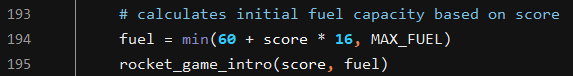 193 # calculates initial fuel capacity based on score
194 fuel = min(60 + score * 16, MAX_FUEL)
195 rocket_game_intro(score, fuel)